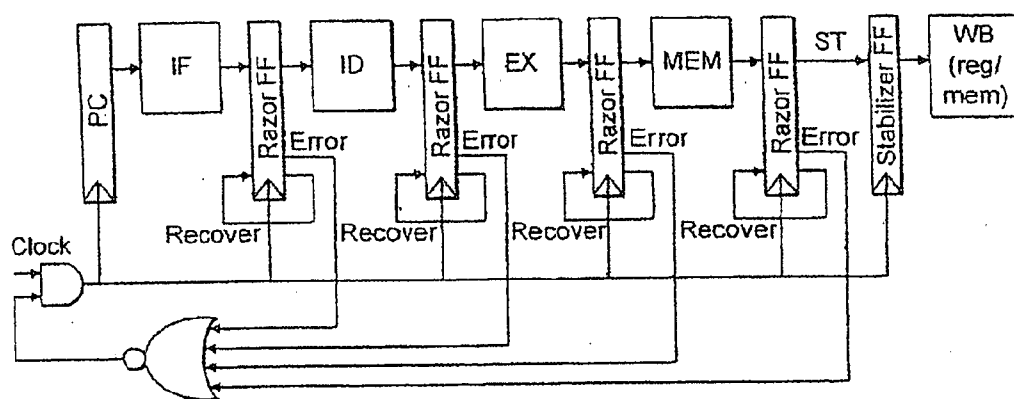 PC
IF
Razor FF
ID
Razor FF
EX
Razor FF
MEM
Razor FF
ST
Stabilizer FF
WB
(reg/
mem)
Error
Error
Error
Error
Recover
Recover
Recover
Recover
Clock